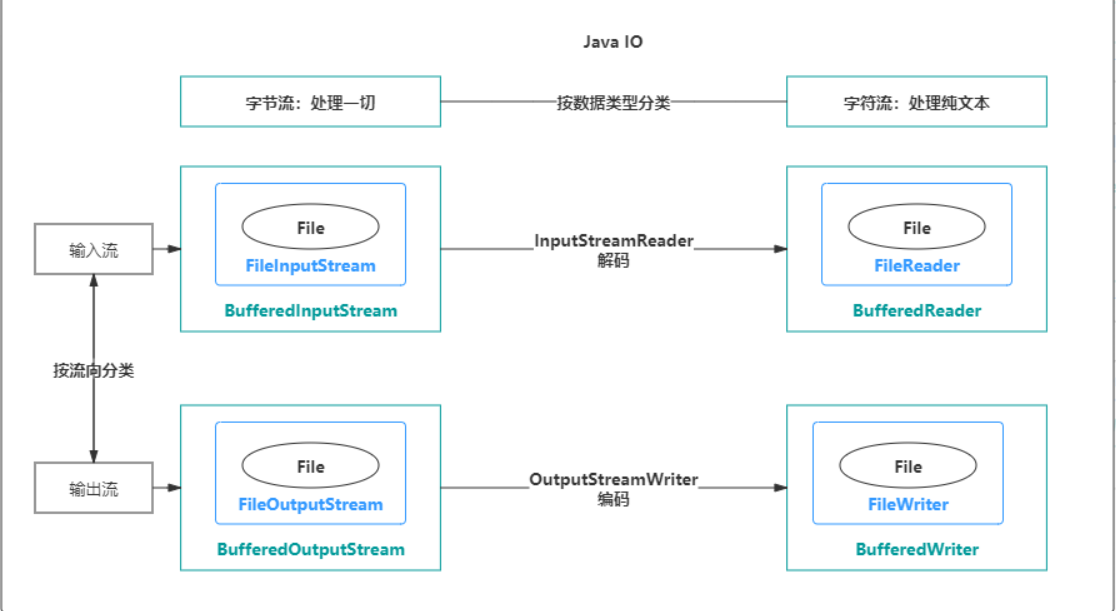 Java IO
字节流：处理一切
按数据类型分类
字符流：处理纯文本
输入流
File
FileInputStream
BufferedInputStream
InputStreamReader
解码
File
FileReader
BufferedReader
按流向分类
输出流
File
FileOutputStream
BufferedOutputStream
OutputStreamWriter
编码
File
FileWriter
BufferedWriter